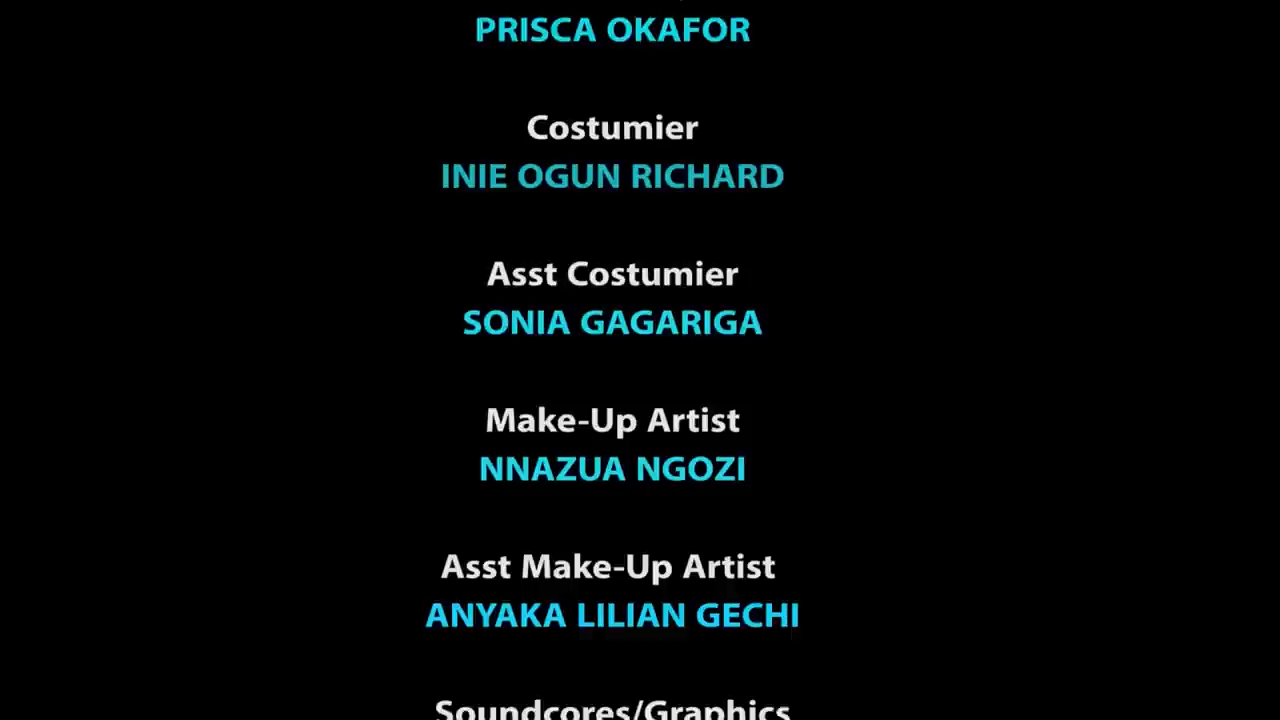 PRISCA OKAFOR
Costumier
INIE OGUN RICHARD
Asst Costumier
SONIA GAGARIGA
Make-Up Artist
NNAZUA NGOZI
Asst Make-Up Artist
ANYAKA LILIAN GECHI
Soundcores/Graphics